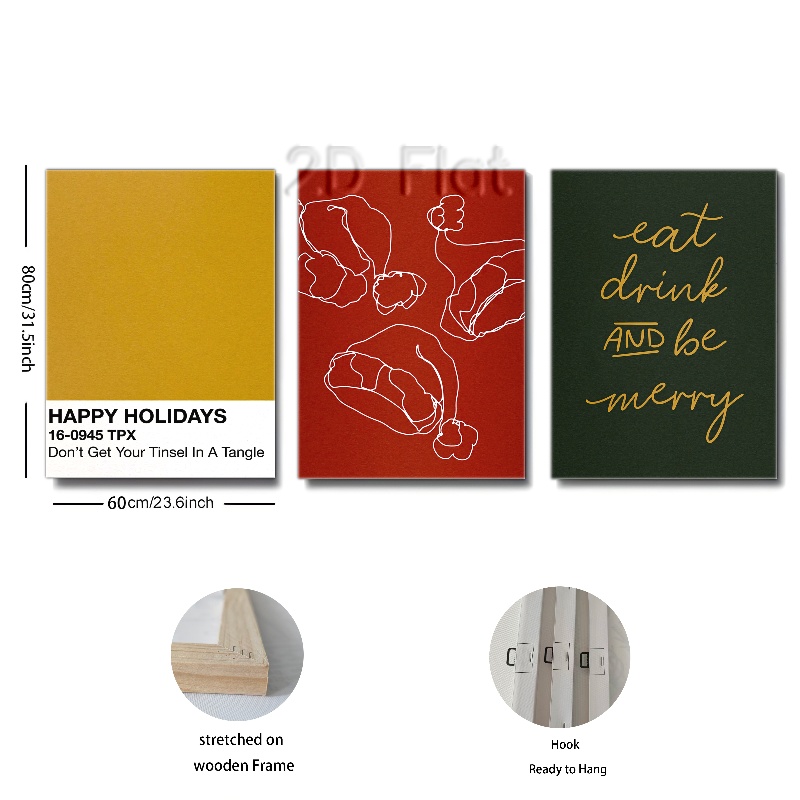 2D Flat
80cm/31.5inch
HAPPY HOLIDAYS
16-0945 TPX
Don't Get Your Tinsel In A Tangle
60cm/23.6inch
eat
drink
AND be
merry
stretched on
wooden Frame
Hook
Ready to Hang